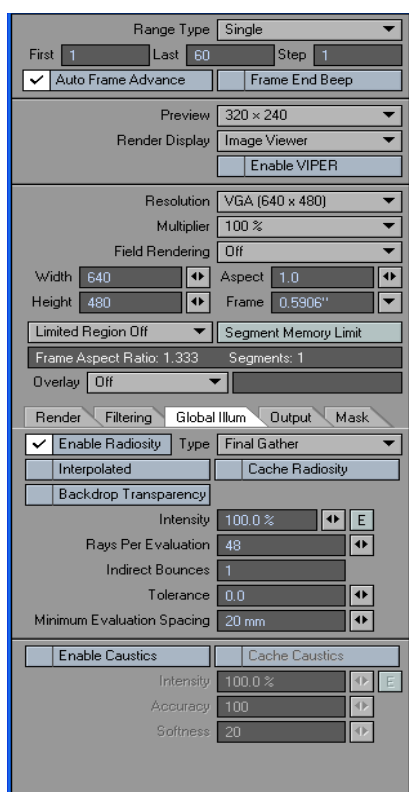 Range Type Single
First 1 Last 60 Step 1
Auto Frame Advance Frame End Beep
Preview 320 × 240
Render Display Image Viewer
Enable VIPER
Resolution VGA (640 x 480)
Multiplier 100 %
Field Rendering Off
Width 640 Aspect 1.0
Height 480 Frame 0.5906''
Limited Region Off Segment Memory Limit
Frame Aspect Ratio: 1.333 Segments: 1
Overlay Off
Render Filtering Global Illum Output Mask
Enable Radiosity Type Final Gather
Interpolated Cache Radiosity
Backdrop Transparency
Intensity 100.0 % E
Rays Per Evaluation 48
Indirect Bounces 1
Tolerance 0.0
Minimum Evaluation Spacing 20 mm
Enable Caustics Cache Caustics
Intensity 100.0 % E
Accuracy 100
Softness 20